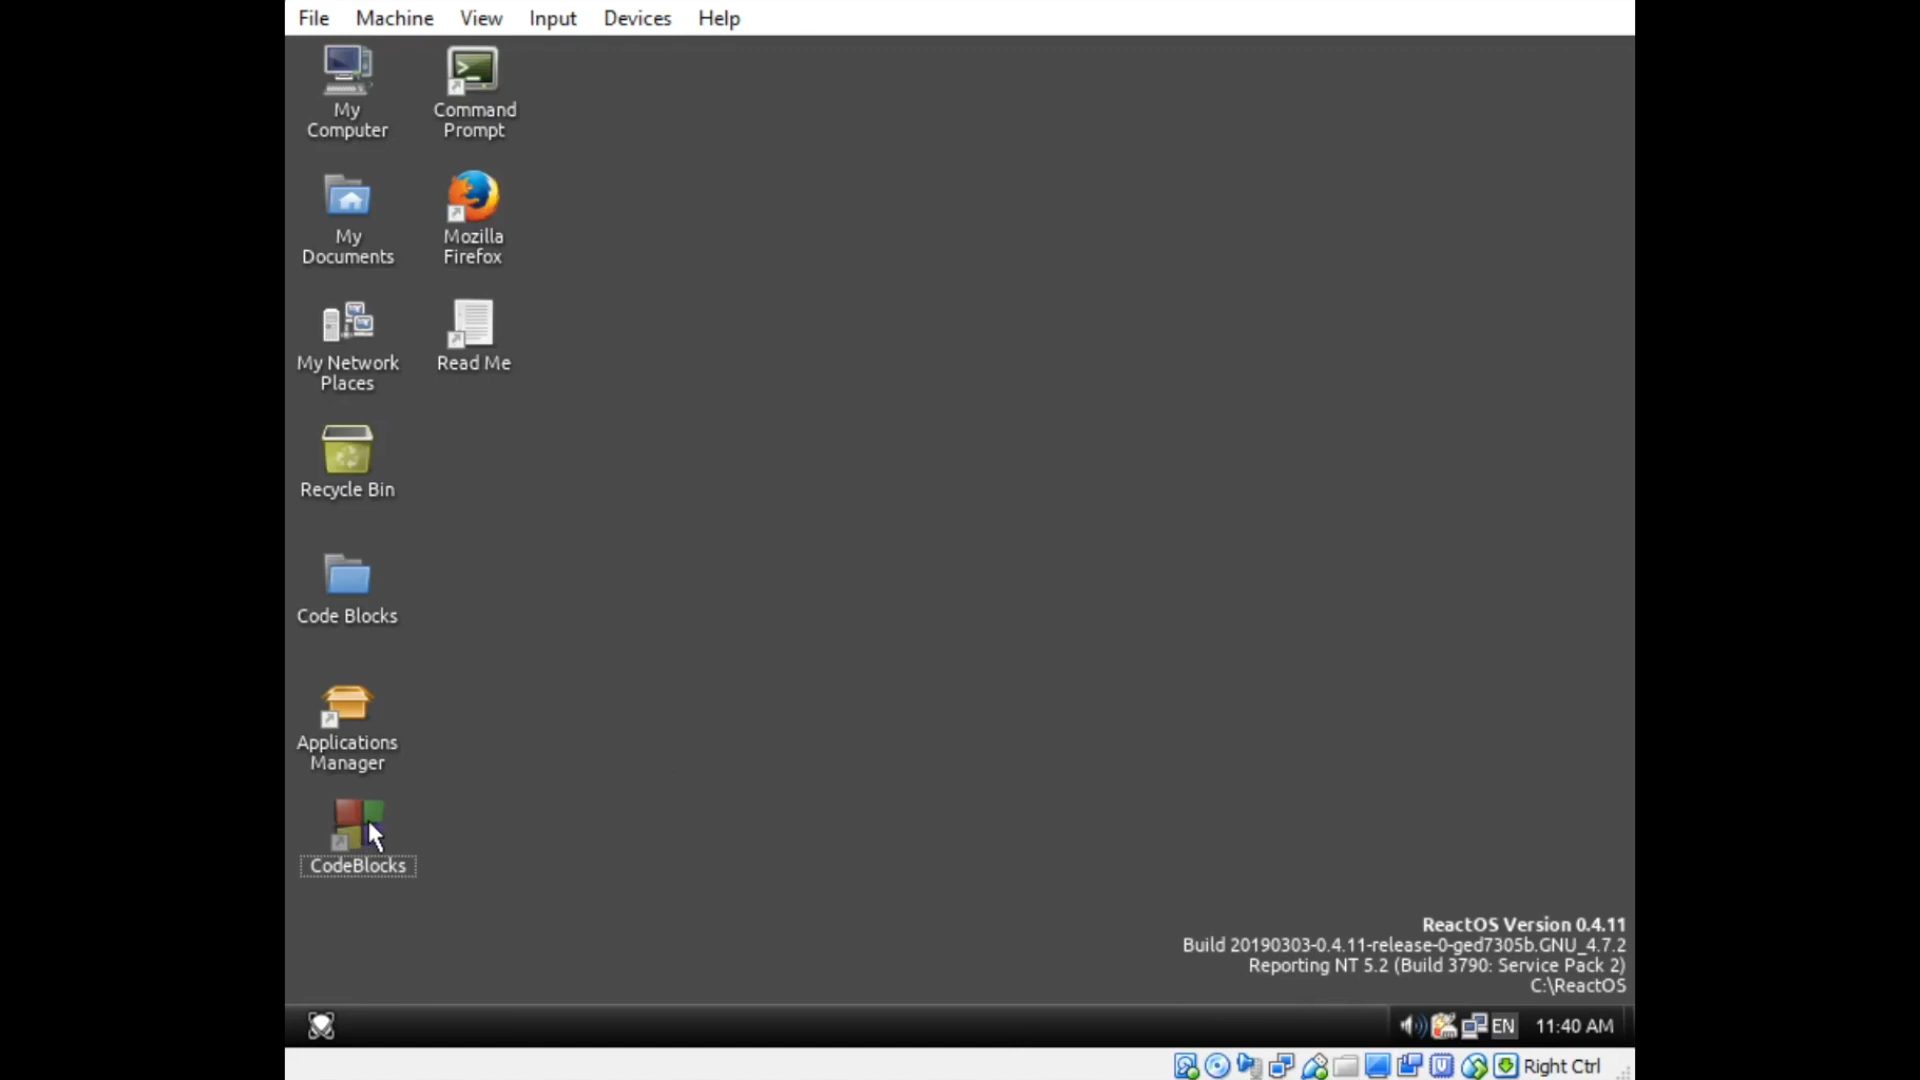 File Machine View Input Devices Help
My
Computer
Command
Prompt
My
Documents
Mozilla
Firefox
My Network
Places
Read Me
Recycle Bin
Code Blocks
Applications
Manager
CodeBlocks
ReactOS Version 0.4.11
Build 20190303-0.4.11-release-0-ged7305b.GNU_4.7.2
Reporting NT 5.2 (Build 3790: Service Pack 2)
C:\ReactOS
EN 11:40 AM
Right Ctrl